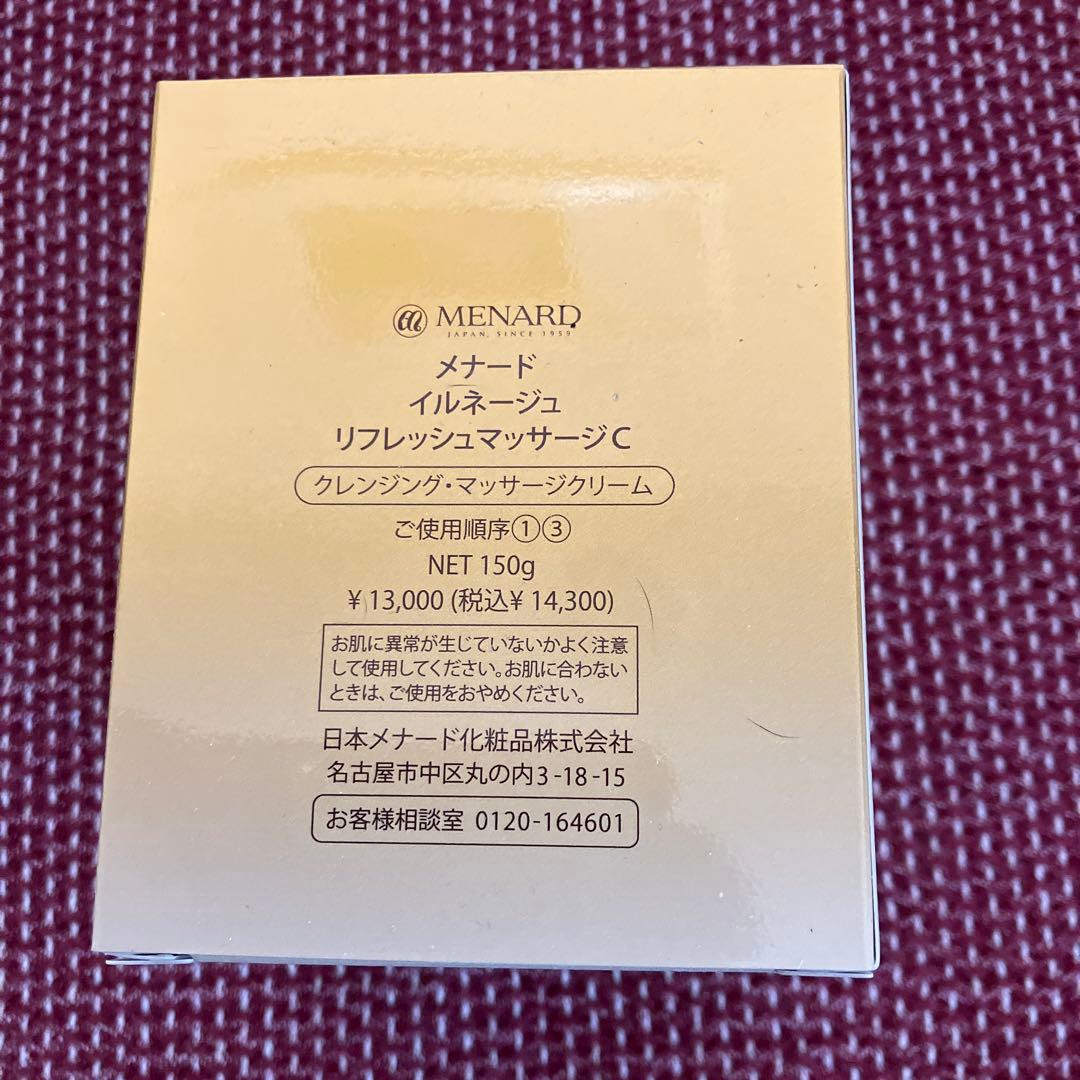 MENARD
JAPAN, SINCE 1959
メナード
イルネージュ
リフレッシュマッサージC
クレンジング・マッサージクリーム
ご使用順序①③
NET 150g
¥13,000 (税込¥14,300)
お肌に異常が生じていないかよく注意
して使用してください。お肌に合わない
ときは、ご使用をおやめください。
日本メナード化粧品株式会社
名古屋市中区丸の内3-18-15
お客様相談室 0120-164601